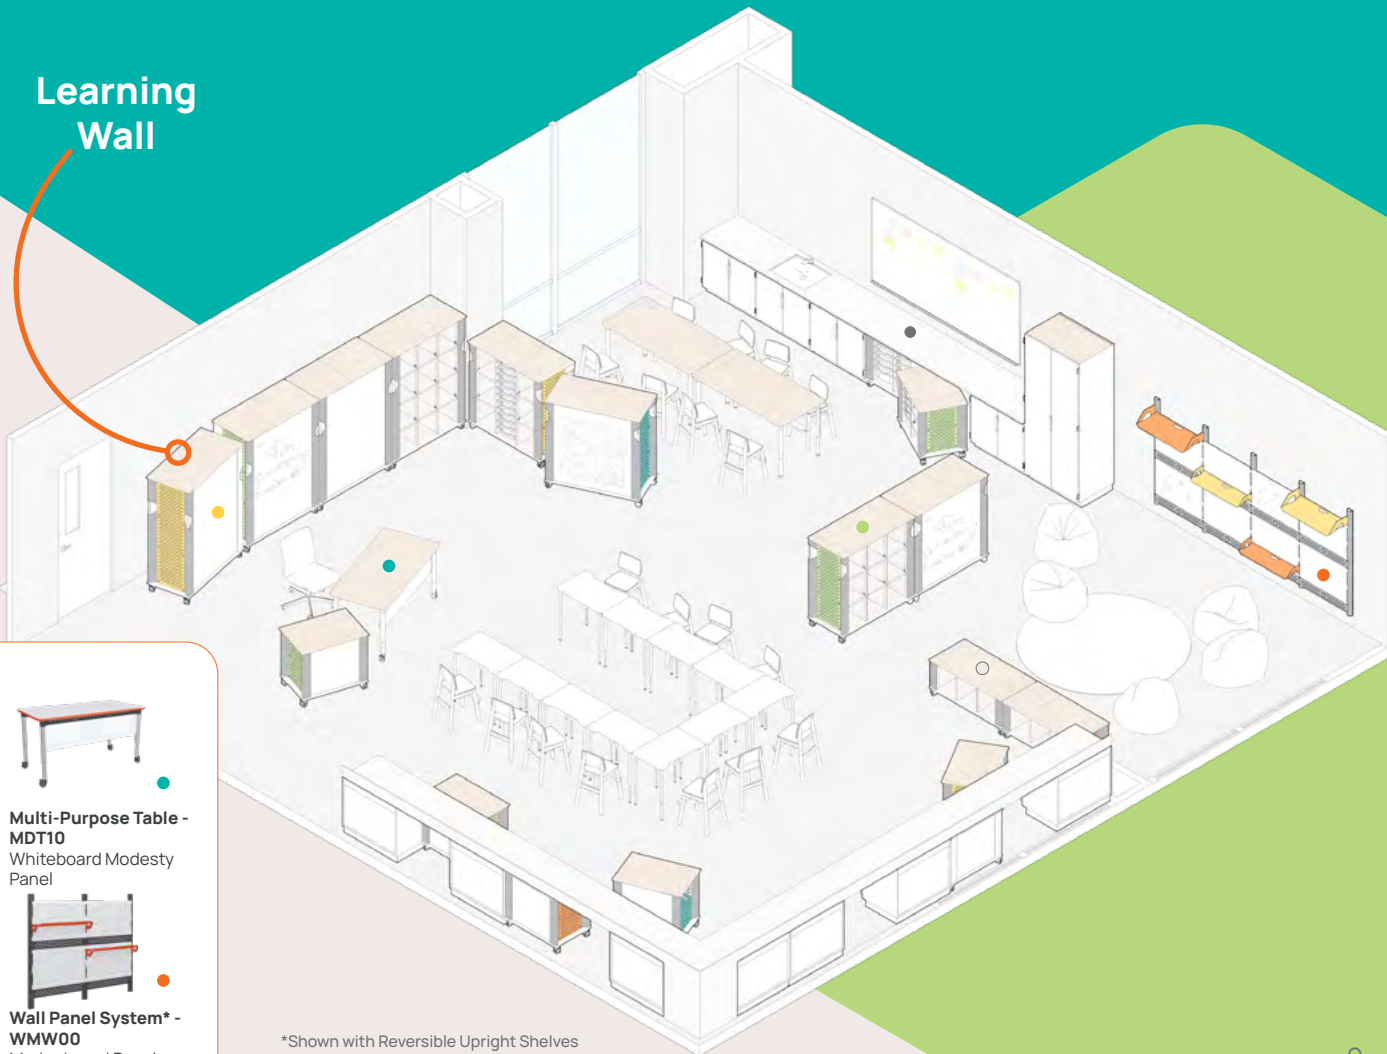 Learning
Wall
Multi-Purpose Table -
MDT10
Whiteboard Modesty
Panel
Wall Panel System* -
WMW00
*Shown with Reversible Upright Shelves